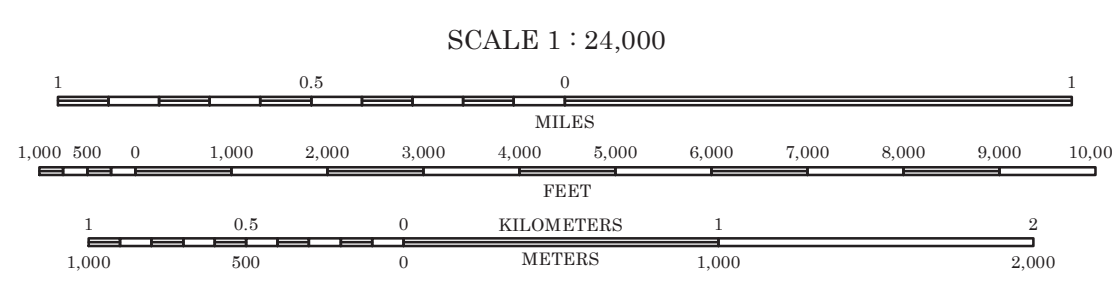 SCALE 1 : 24,000
1 0.5 0 1
MILES
1,000 500 0 1,000 2,000 3,000 4,000 5,000 6,000 7,000 8,000 9,000 10,00
FEET
1 0.5 0 KILOMETERS 1 2
1,000 500 0 METERS 1,000 2,000